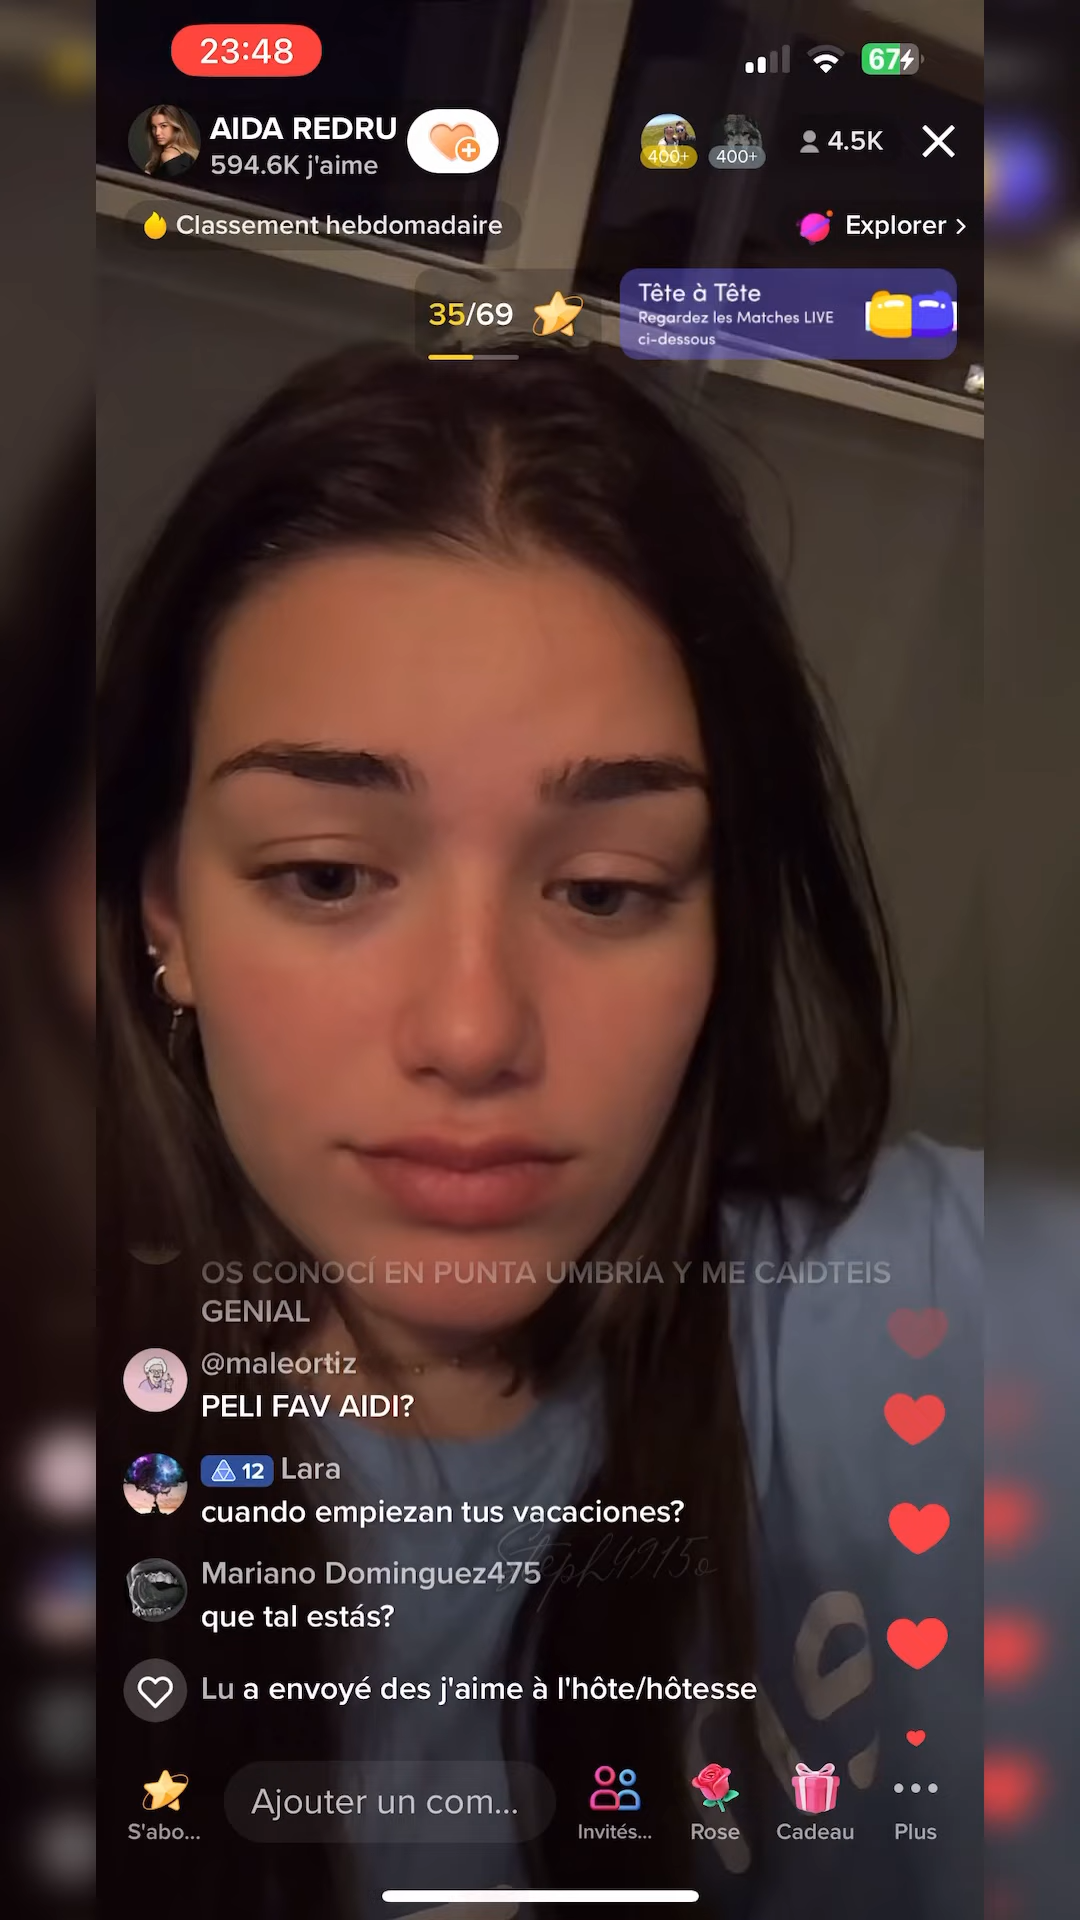 23:48
67
AIDA REDRU
594.6K j'aime
400+
400+
4.5K
Classement hebdomadaire
Explorer >
35/69
Tête à Tête
Regardez les Matches LIVE
ci-dessous
OS CONOCÍ EN PUNTA UMBRÍA Y ME CAIDTEIS
GENIAL
@maleortiz
PELI FAV AIDI?
12 Lara
cuando empiezan tus vacaciones?
Steph4915o
Mariano Dominguez475
que tal estás?
Lu a envoyé des j'aime à l'hôte/hôtesse
Ajouter un com...
S'abo...
Invités...
Rose
Cadeau
Plus